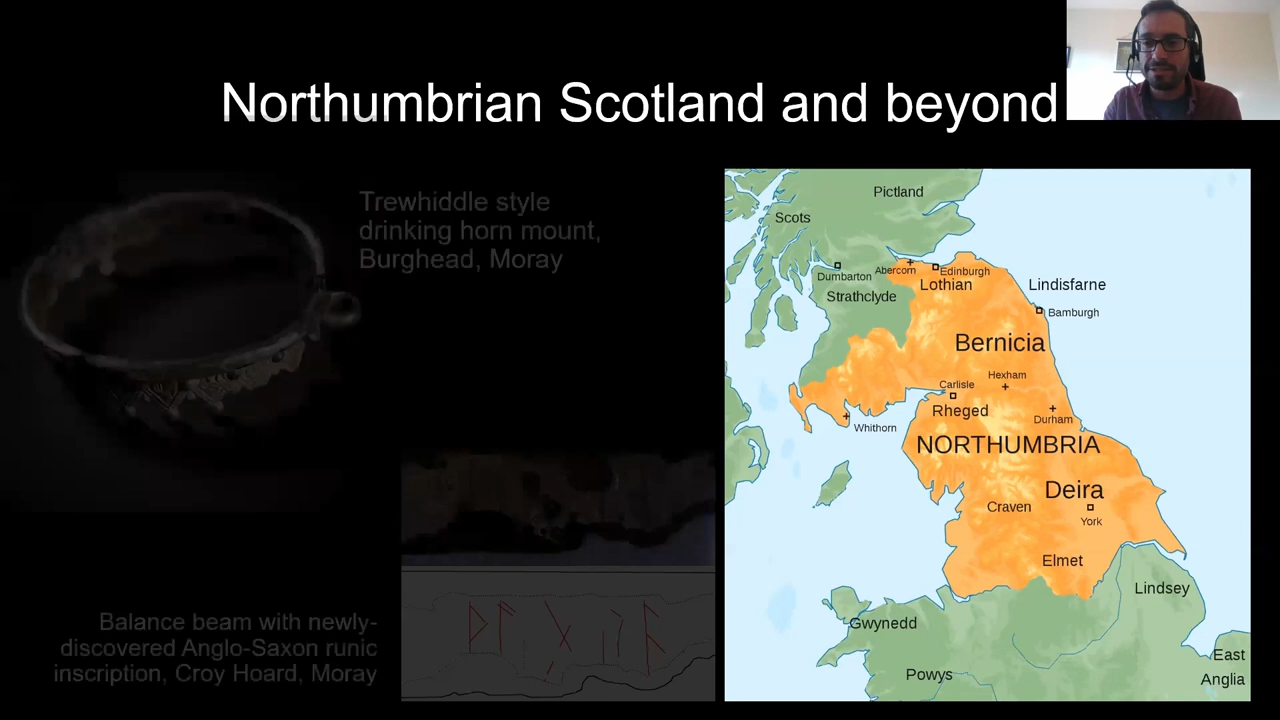 Northumbrian Scotland and beyond
Trewhiddle style
drinking horn mount,
Burghead, Moray
Balance beam with newly-
discovered Anglo-Saxon runic
inscription, Croy Hoard, Moray
Pictland
Scots
Dumbarton
Abercorn
Edinburgh
Lothian
Lindisfarne
Strathclyde
Bamburgh
Bernicia
Hexham
Carlisle
Rheged
Durham
Whithorn
NORTHUMBRIA
Deira
Craven
York
Elmet
Lindsey
Gwynedd
East
Anglia
Powys